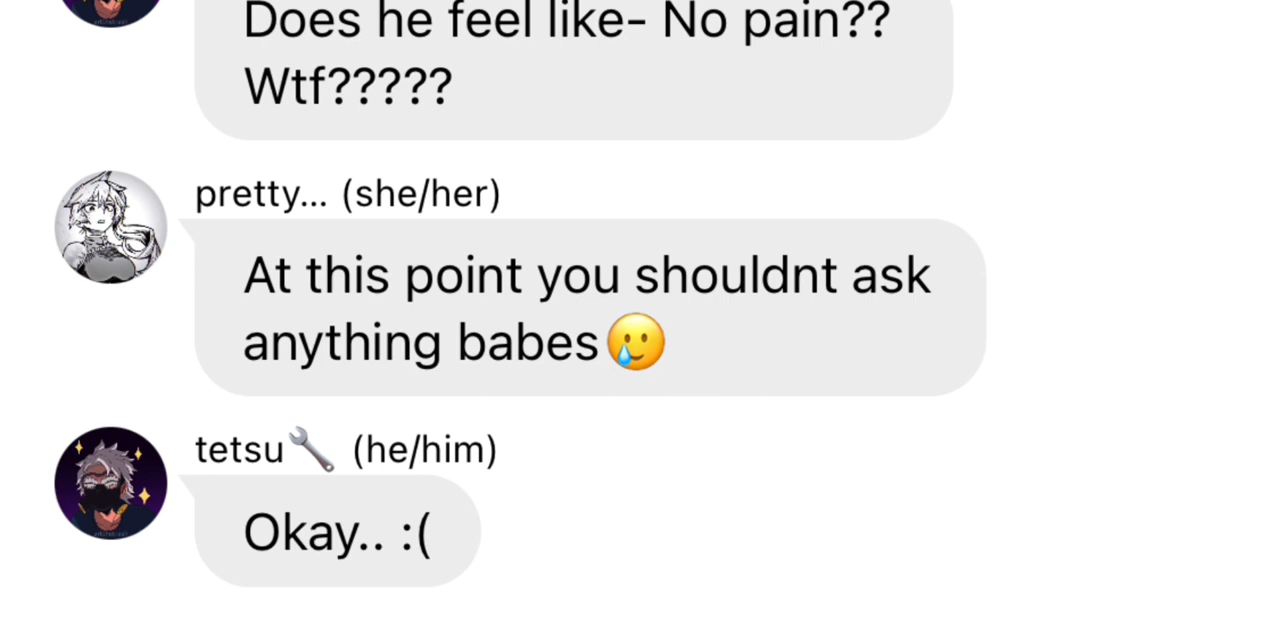 Does he feel like- No pain??
Wtf?????
pretty... (she/her)
At this point you shouldnt ask
anything babes🥲
tetsu🔧 (he/him)
Okay.. :(